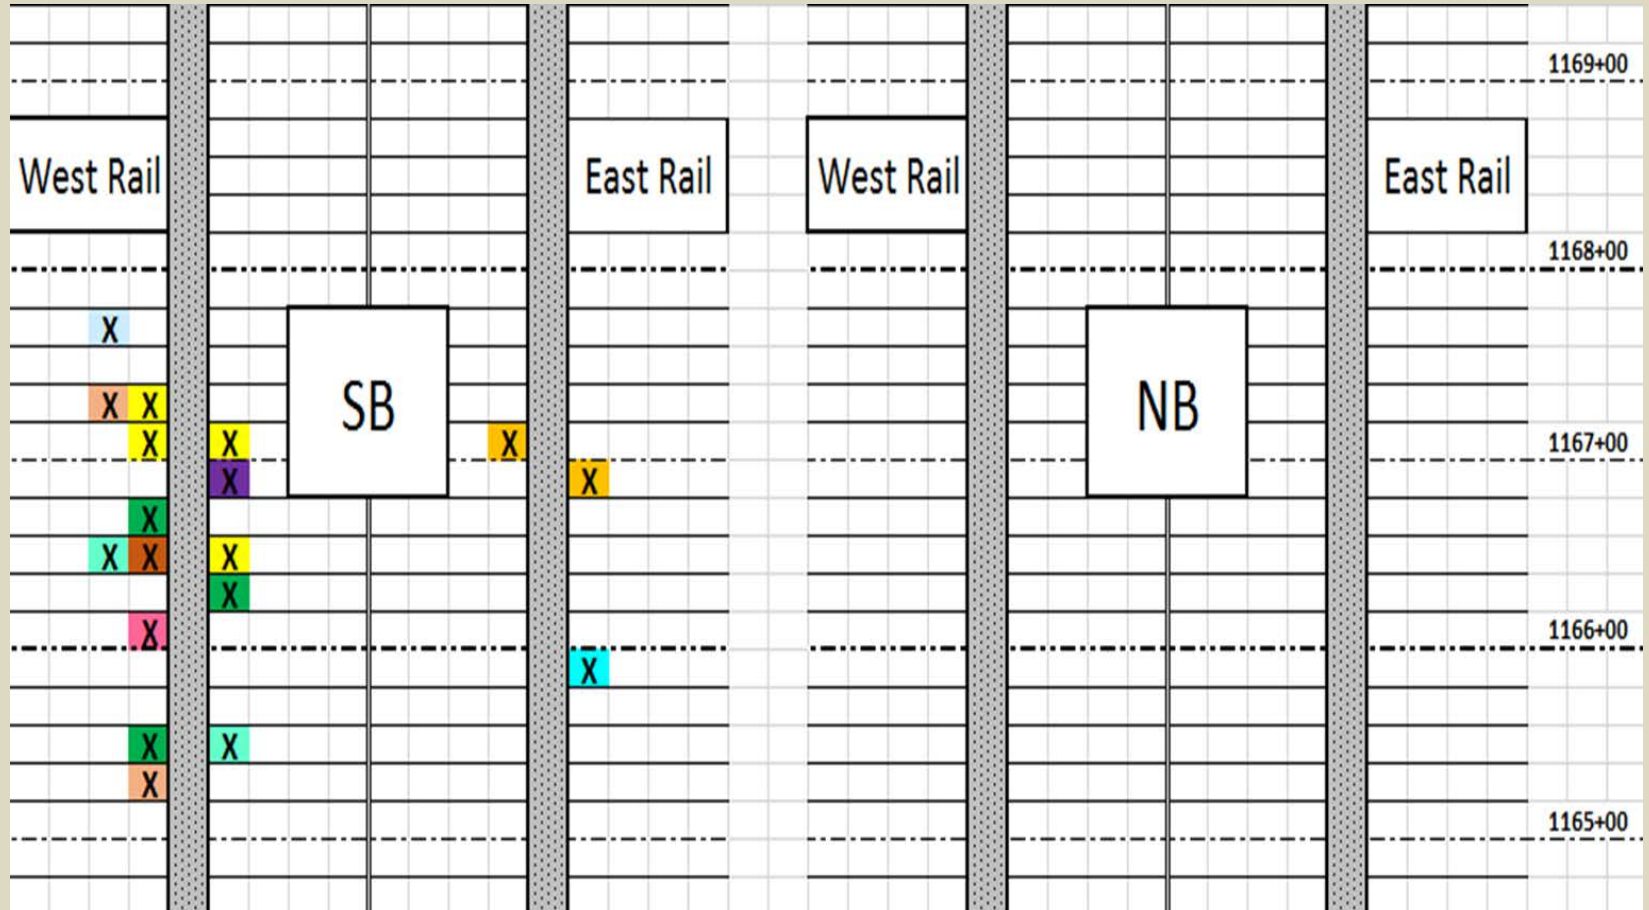 1169+00
West Rail East Rail West Rail East Rail
1168+00
X
X X SB NB
X X X 1167+00
X X
X
X X X
X
X 1166+00
X
X X
X
1165+00